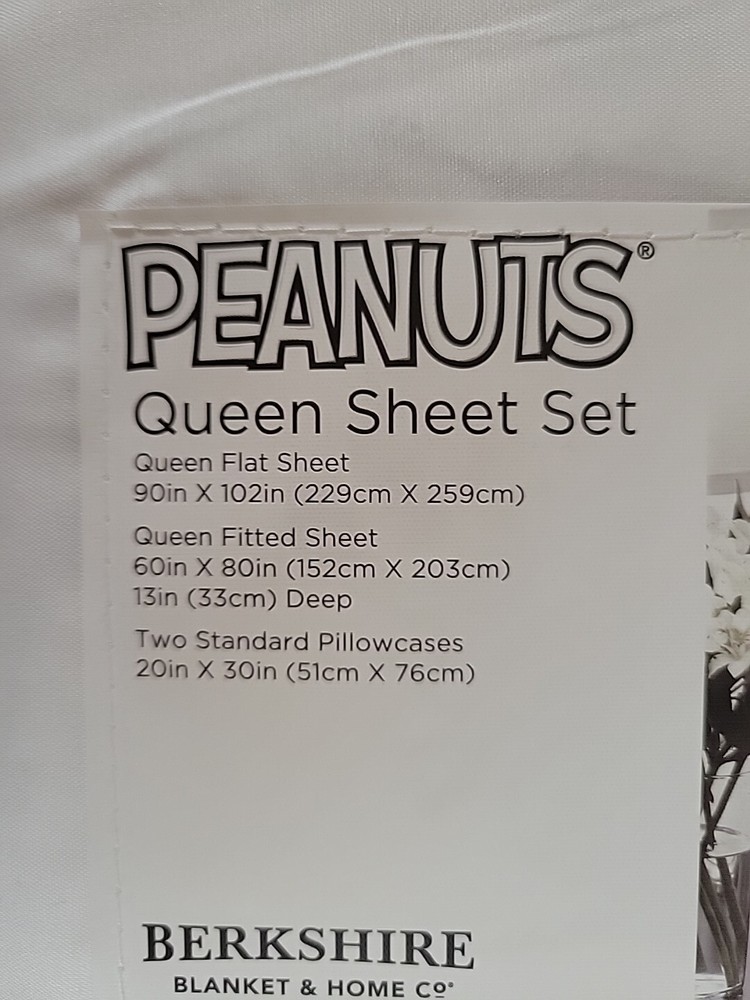 PEANUTS®
Queen Sheet Set
Queen Flat Sheet
90in X 102in (229cm X 259cm)
Queen Fitted Sheet
60in X 80in (152cm X 203cm)
13in (33cm) Deep
Two Standard Pillowcases
20in X 30in (51cm X 76cm)
BERKSHIRE
BLANKET & HOME Cº®